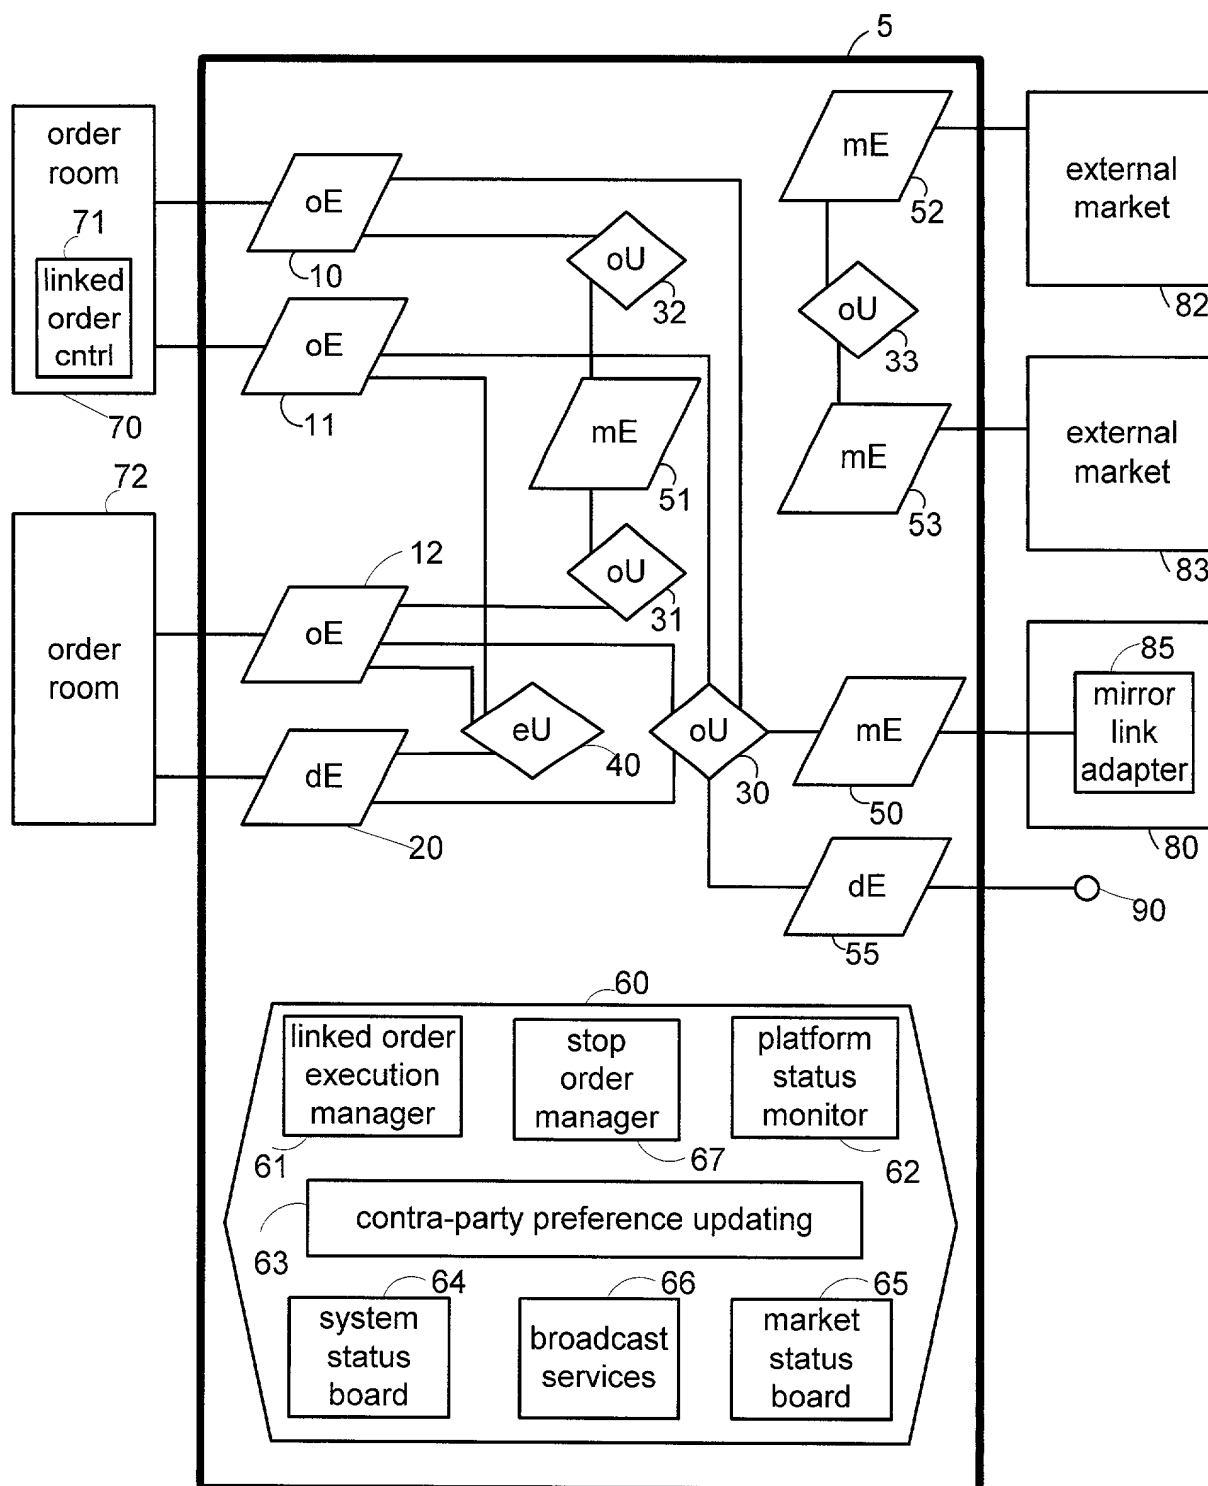 5
order
room
71
linked
order
cntrl
70
oE
10
oE
11
oU
32
mE
51
oU
31
mE
52
oU
33
mE
53
external
market
82
external
market
83
72
order
room
12
oE
dE
20
eU
40
oU
30
mE
50
85
mirror
link
adapter
80
dE
55
90
60
linked order
execution
manager
61
stop
order
manager
67
platform
status
monitor
62
contra-party preference updating
63
64
system
status
board
66
broadcast
services
65
market
status
board